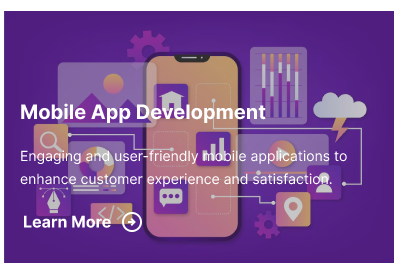 Mobile App Development
Engaging and user-friendly mobile applications to
enhance customer experience and satisfaction.
Learn More